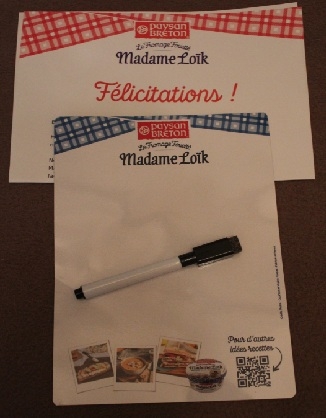 PAYSAN
BRETON
Le Fromage Fouetté
Madame Loïk
Félicitations !
PAYSAN
BRETON
Le Fromage Fouetté
Madame Loïk
Pour d'autres
idées recettes